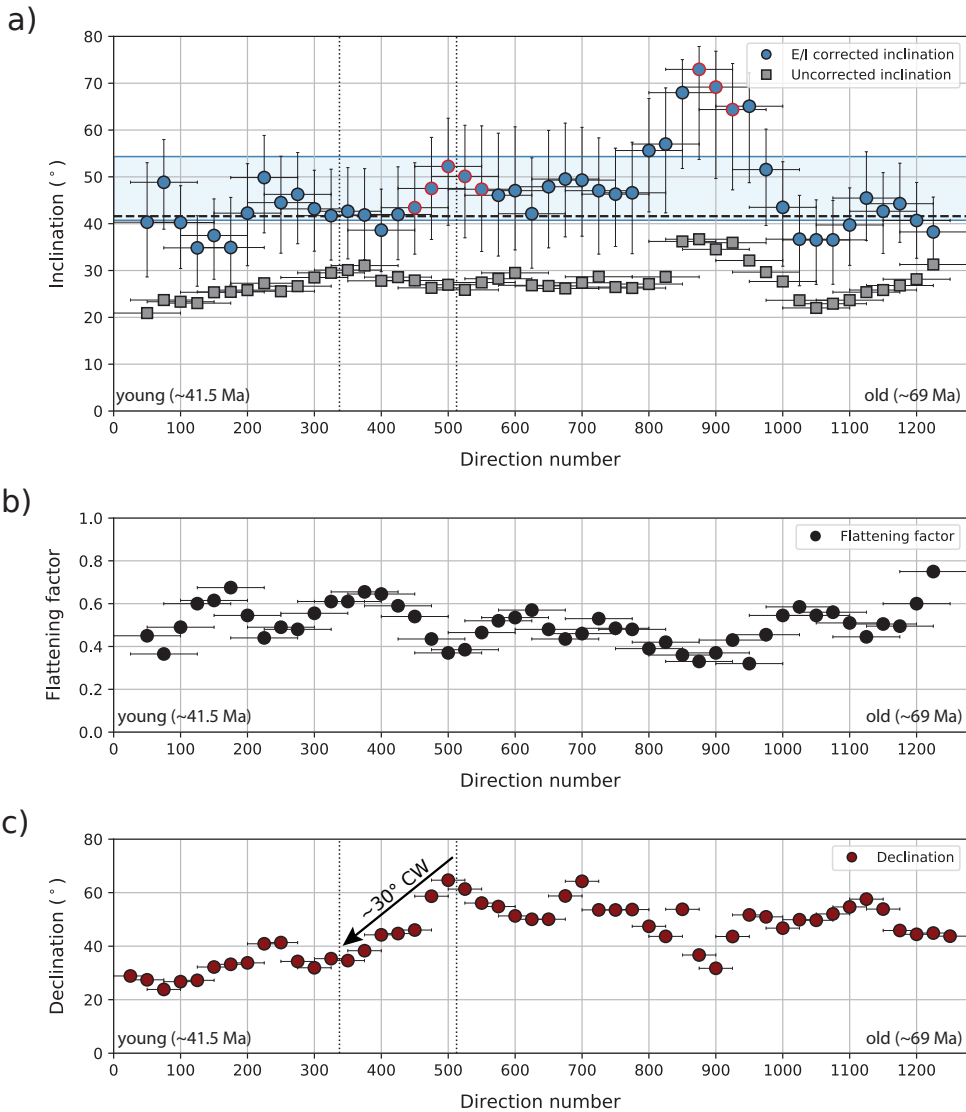 a)
80
70
60
50
40
30
20
10
0
Inclination (°)
E/I corrected inclination
Uncorrected inclination
young (~41.5 Ma)
old (~69 Ma)
0 100 200 300 400 500 600 700 800 900 1000 1100 1200
Direction number
b)
1.0
0.8
0.6
0.4
0.2
0.0
Flattening factor
Flattening factor
young (~41.5 Ma)
old (~69 Ma)
0 100 200 300 400 500 600 700 800 900 1000 1100 1200
Direction number
c)
80
60
40
20
0
Declination (°)
~30° CW
Declination
young (~41.5 Ma)
old (~69 Ma)
0 100 200 300 400 500 600 700 800 900 1000 1100 1200
Direction number